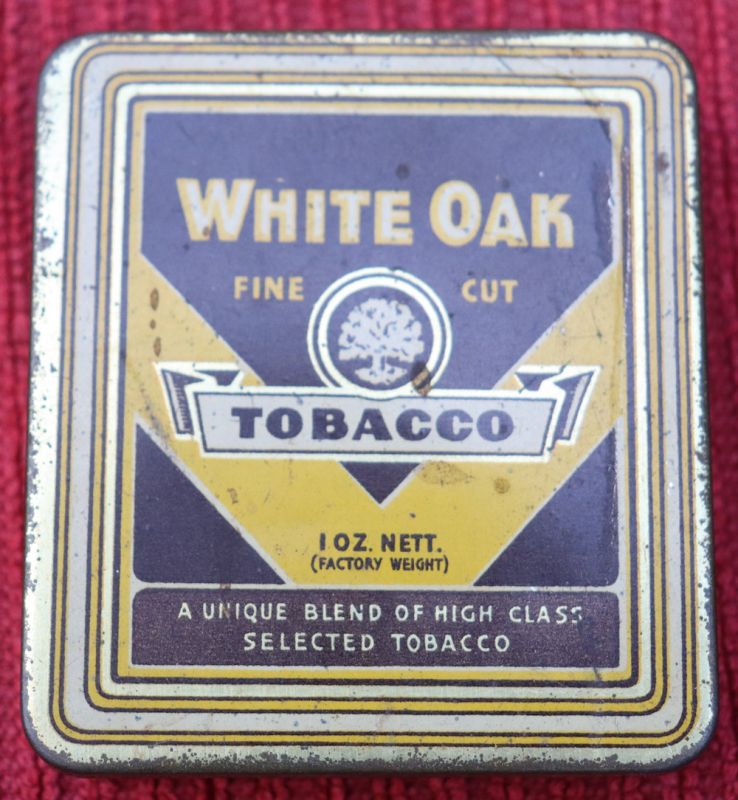 WHITE OAK
FINE CUT
TOBACCO
1 OZ. NETT.
(FACTORY WEIGHT)
A UNIQUE BLEND OF HIGH CLASS
SELECTED TOBACCO